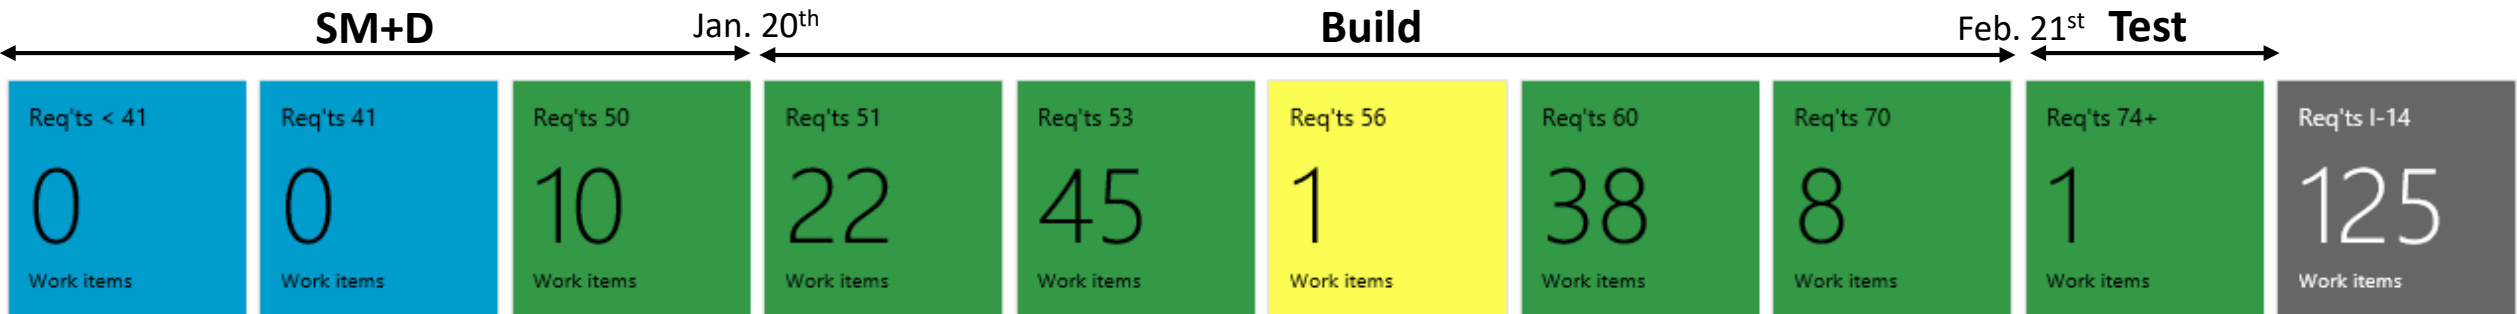 SM+D Jan. 20th Build Feb. 21st Test
Req'ts < 41
0
Work items
Req'ts 41
0
Work items
Req'ts 50
10
Work items
Req'ts 51
22
Work items
Req'ts 53
45
Work items
Req'ts 56
1
Work items
Req'ts 60
38
Work items
Req'ts 70
8
Work items
Req'ts 74+
1
Work items
Req'ts I-14
125
Work items